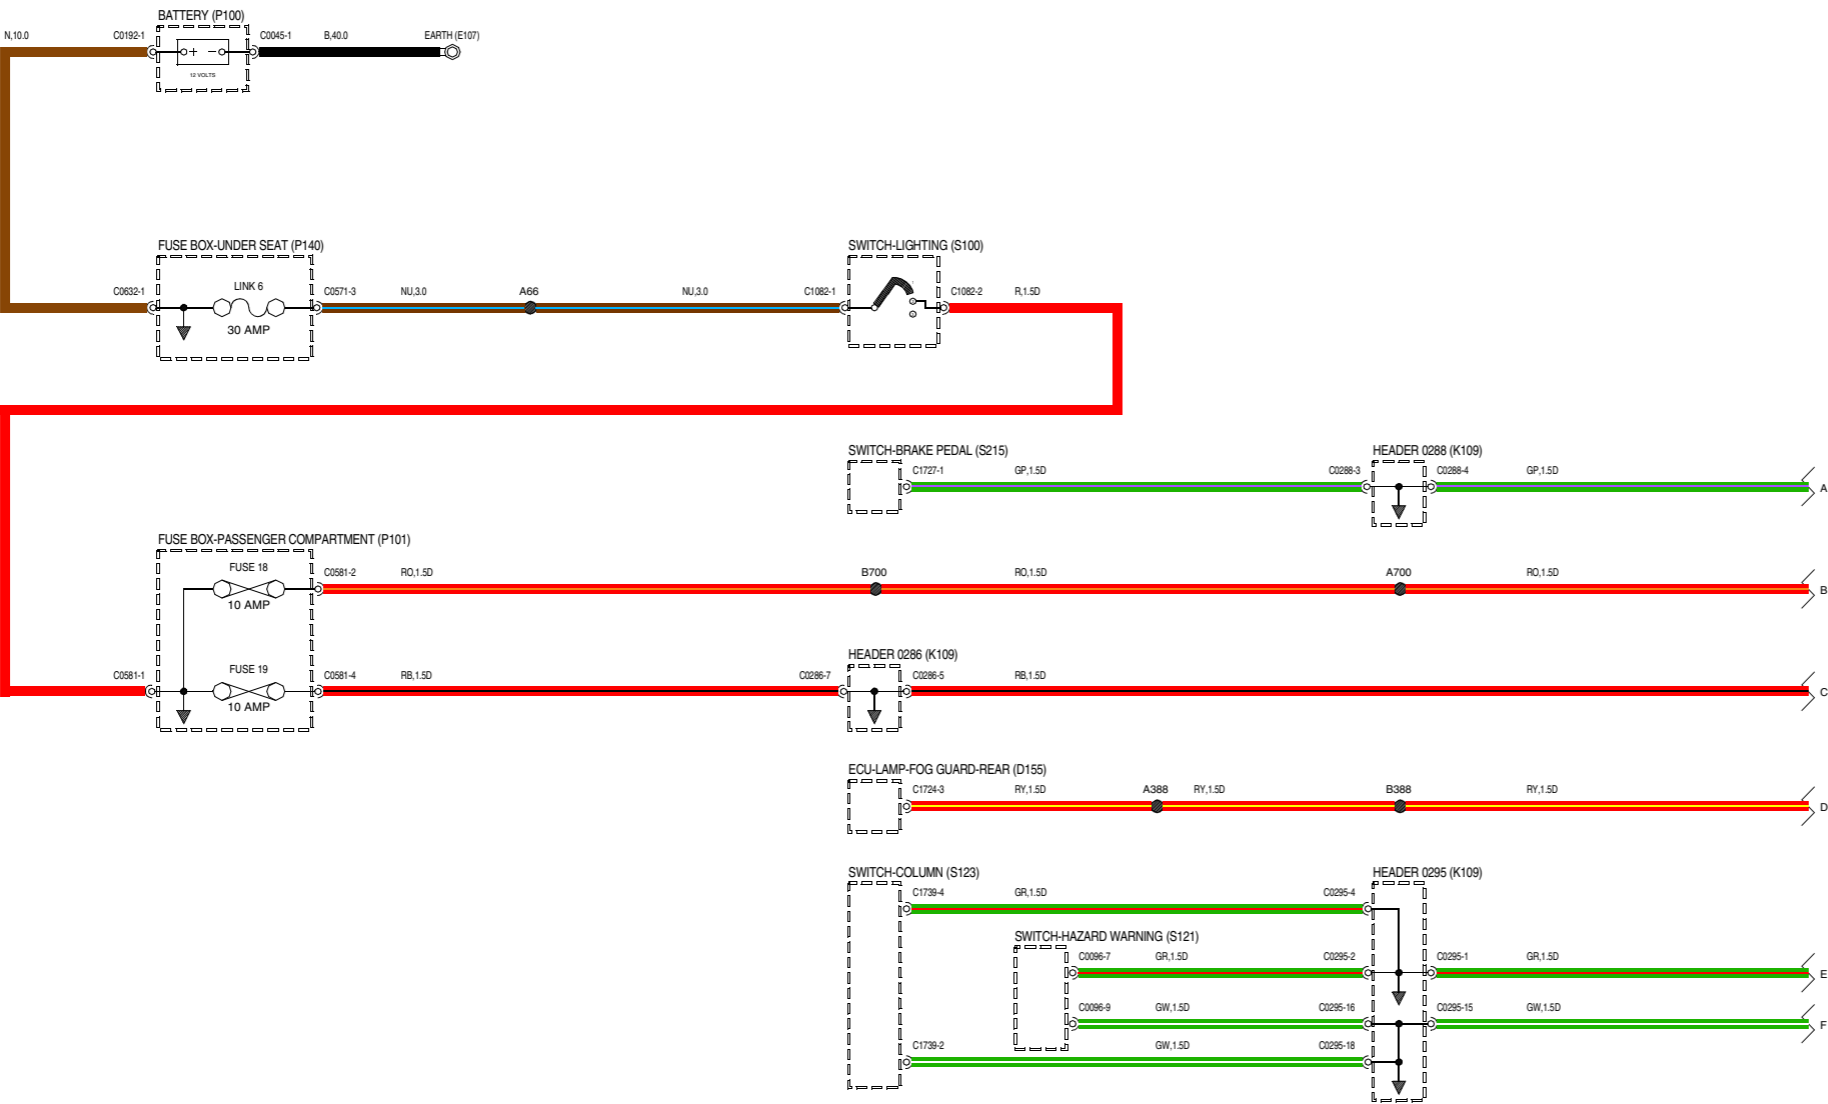 BATTERY (P100)
N,10.0 C0192-1 C0045-1 B,40.0 EARTH (E107)
+ −
12 VOLTS
FUSE BOX-UNDER SEAT (P140) SWITCH-LIGHTING (S100)
C0632-1 LINK 6 C0571-3 NU,3.0 A66 NU,3.0 C1082-1 C1082-2 R,1.5D
30 AMP
SWITCH-BRAKE PEDAL (S215) HEADER 0288 (K109)
C1727-1 GP,1.5D C0288-3 C0288-4 GP,1.5D
A
FUSE BOX-PASSENGER COMPARTMENT (P101)
FUSE 18 C0581-2 RO,1.5D B700 RO,1.5D A700 RO,1.5D
B
10 AMP
HEADER 0286 (K109)
C0581-1 FUSE 19 C0581-4 RB,1.5D C0286-7 C0286-5 RB,1.5D
C
10 AMP
ECU-LAMP-FOG GUARD-REAR (D155)
C1724-3 RY,1.5D A388 RY,1.5D B388 RY,1.5D
D
SWITCH-COLUMN (S123) HEADER 0295 (K109)
C1739-4 GR,1.5D C0295-4
SWITCH-HAZARD WARNING (S121)
C0096-7 GR,1.5D C0295-2 C0295-1 GR,1.5D
E
C0096-9 GW,1.5D C0295-16 C0295-15 GW,1.5D
F
C1739-2 GW,1.5D C0295-18